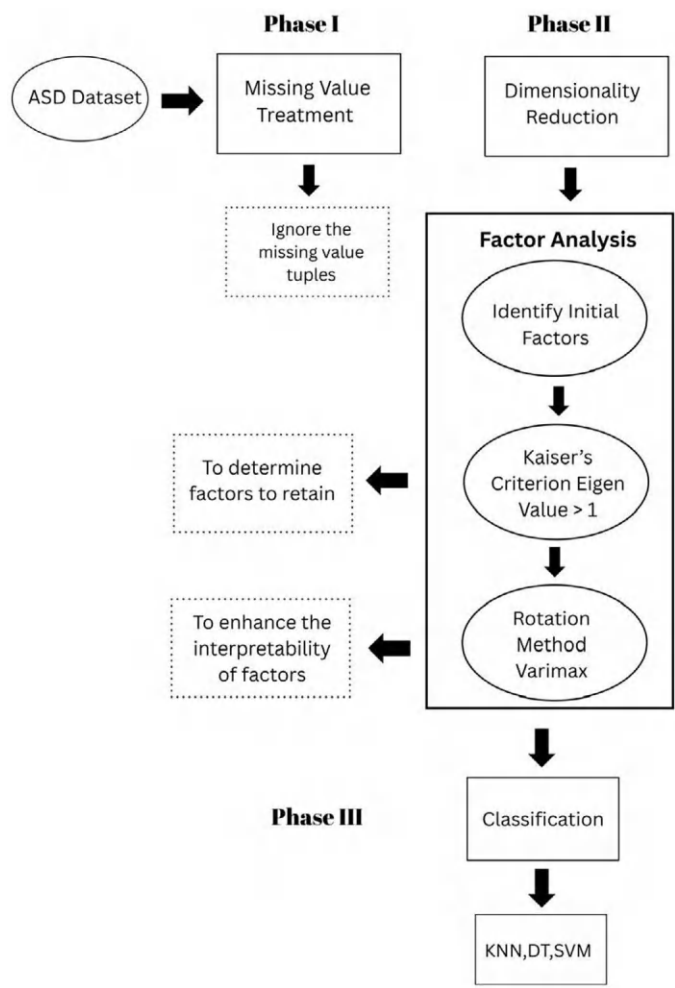 Phase I
Phase II
ASD Dataset
Missing Value
Treatment
Dimensionality
Reduction
Ignore the
missing value
tuples
Factor Analysis
Identify Initial
Factors
To determine
factors to retain
Kaiser's
Criterion Eigen
Value > 1
To enhance the
interpretability
of factors
Rotation
Method
Varimax
Phase III
Classification
KNN,DT,SVM